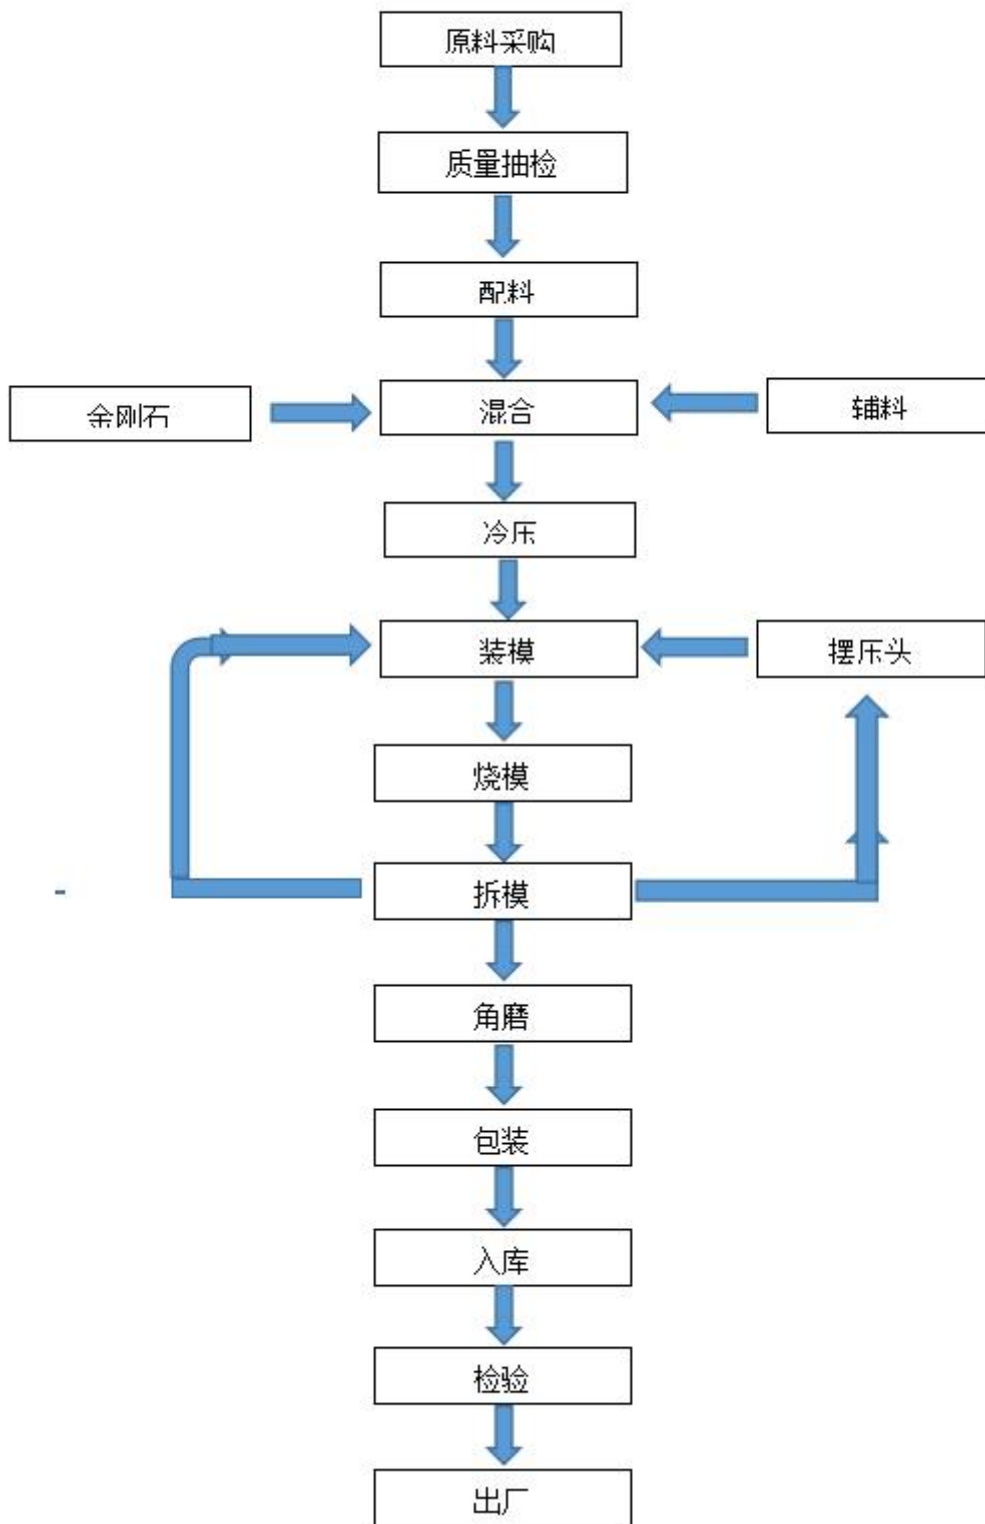 原料采购
质量抽检
配料
金刚石
混合
辅料
冷压
装模
摆压头
烧模
拆模
角磨
包装
入库
检验
出厂